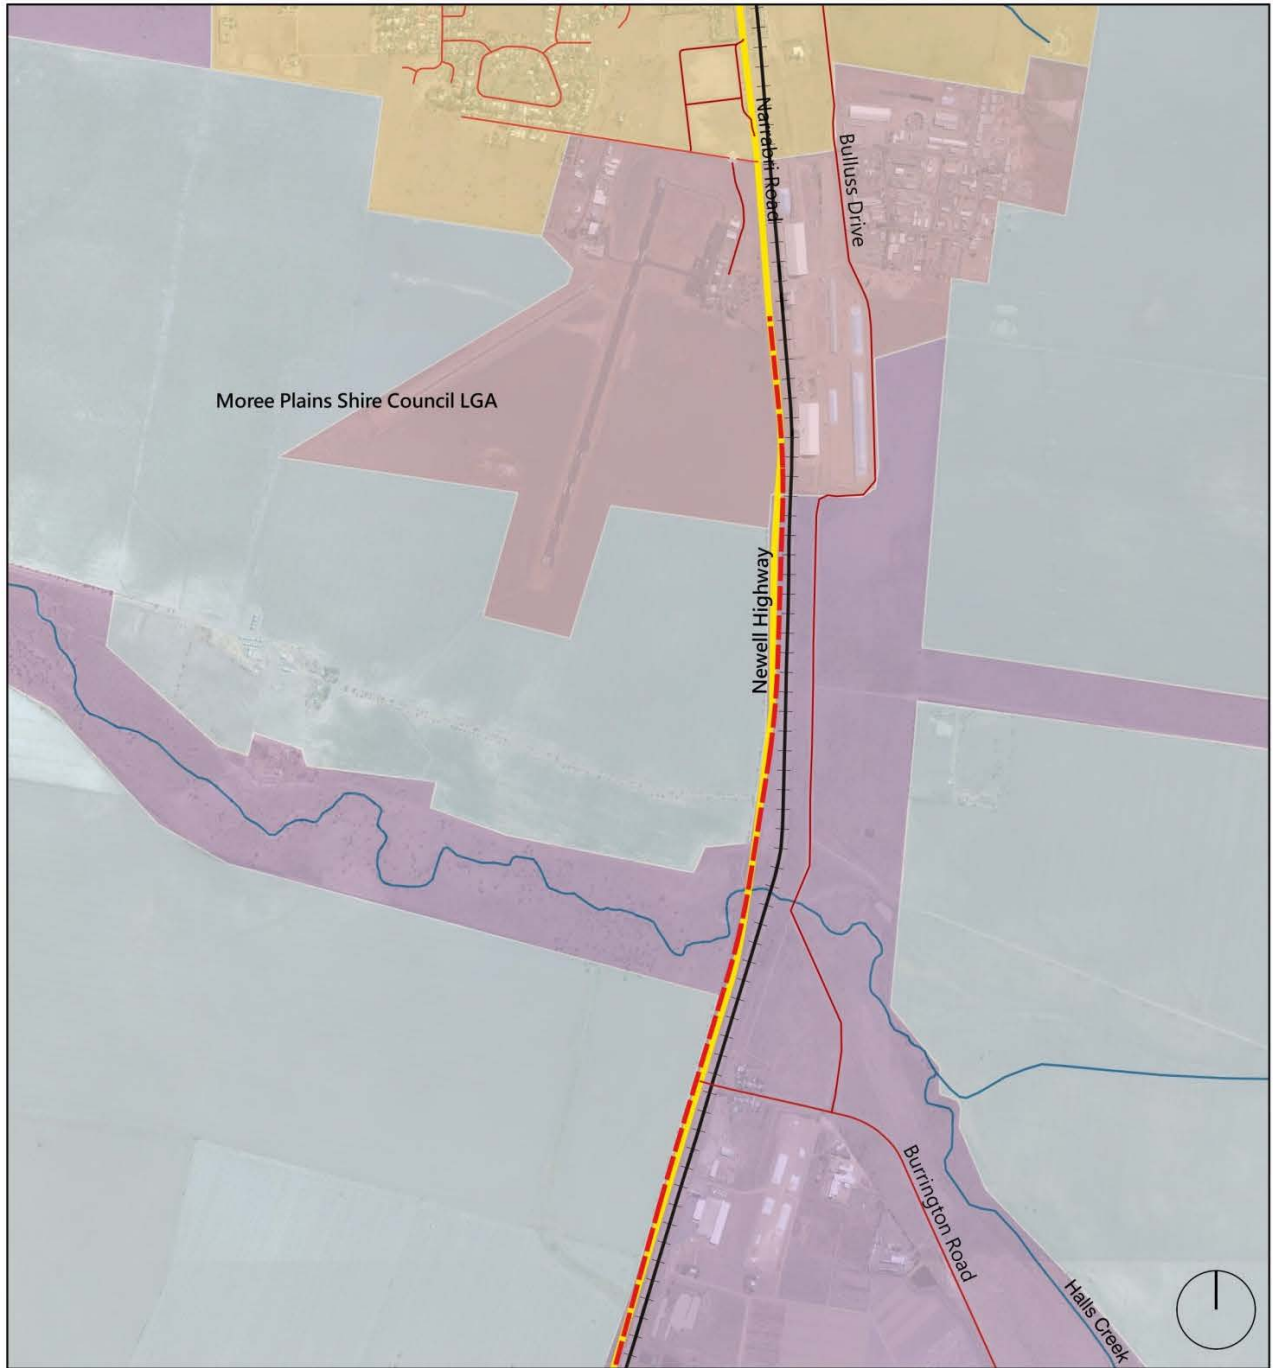 Narrabri Road
Bulluss Drive
Moree Plains Shire Council LGA
Newell Highway
Burrington Road
Halls Creek